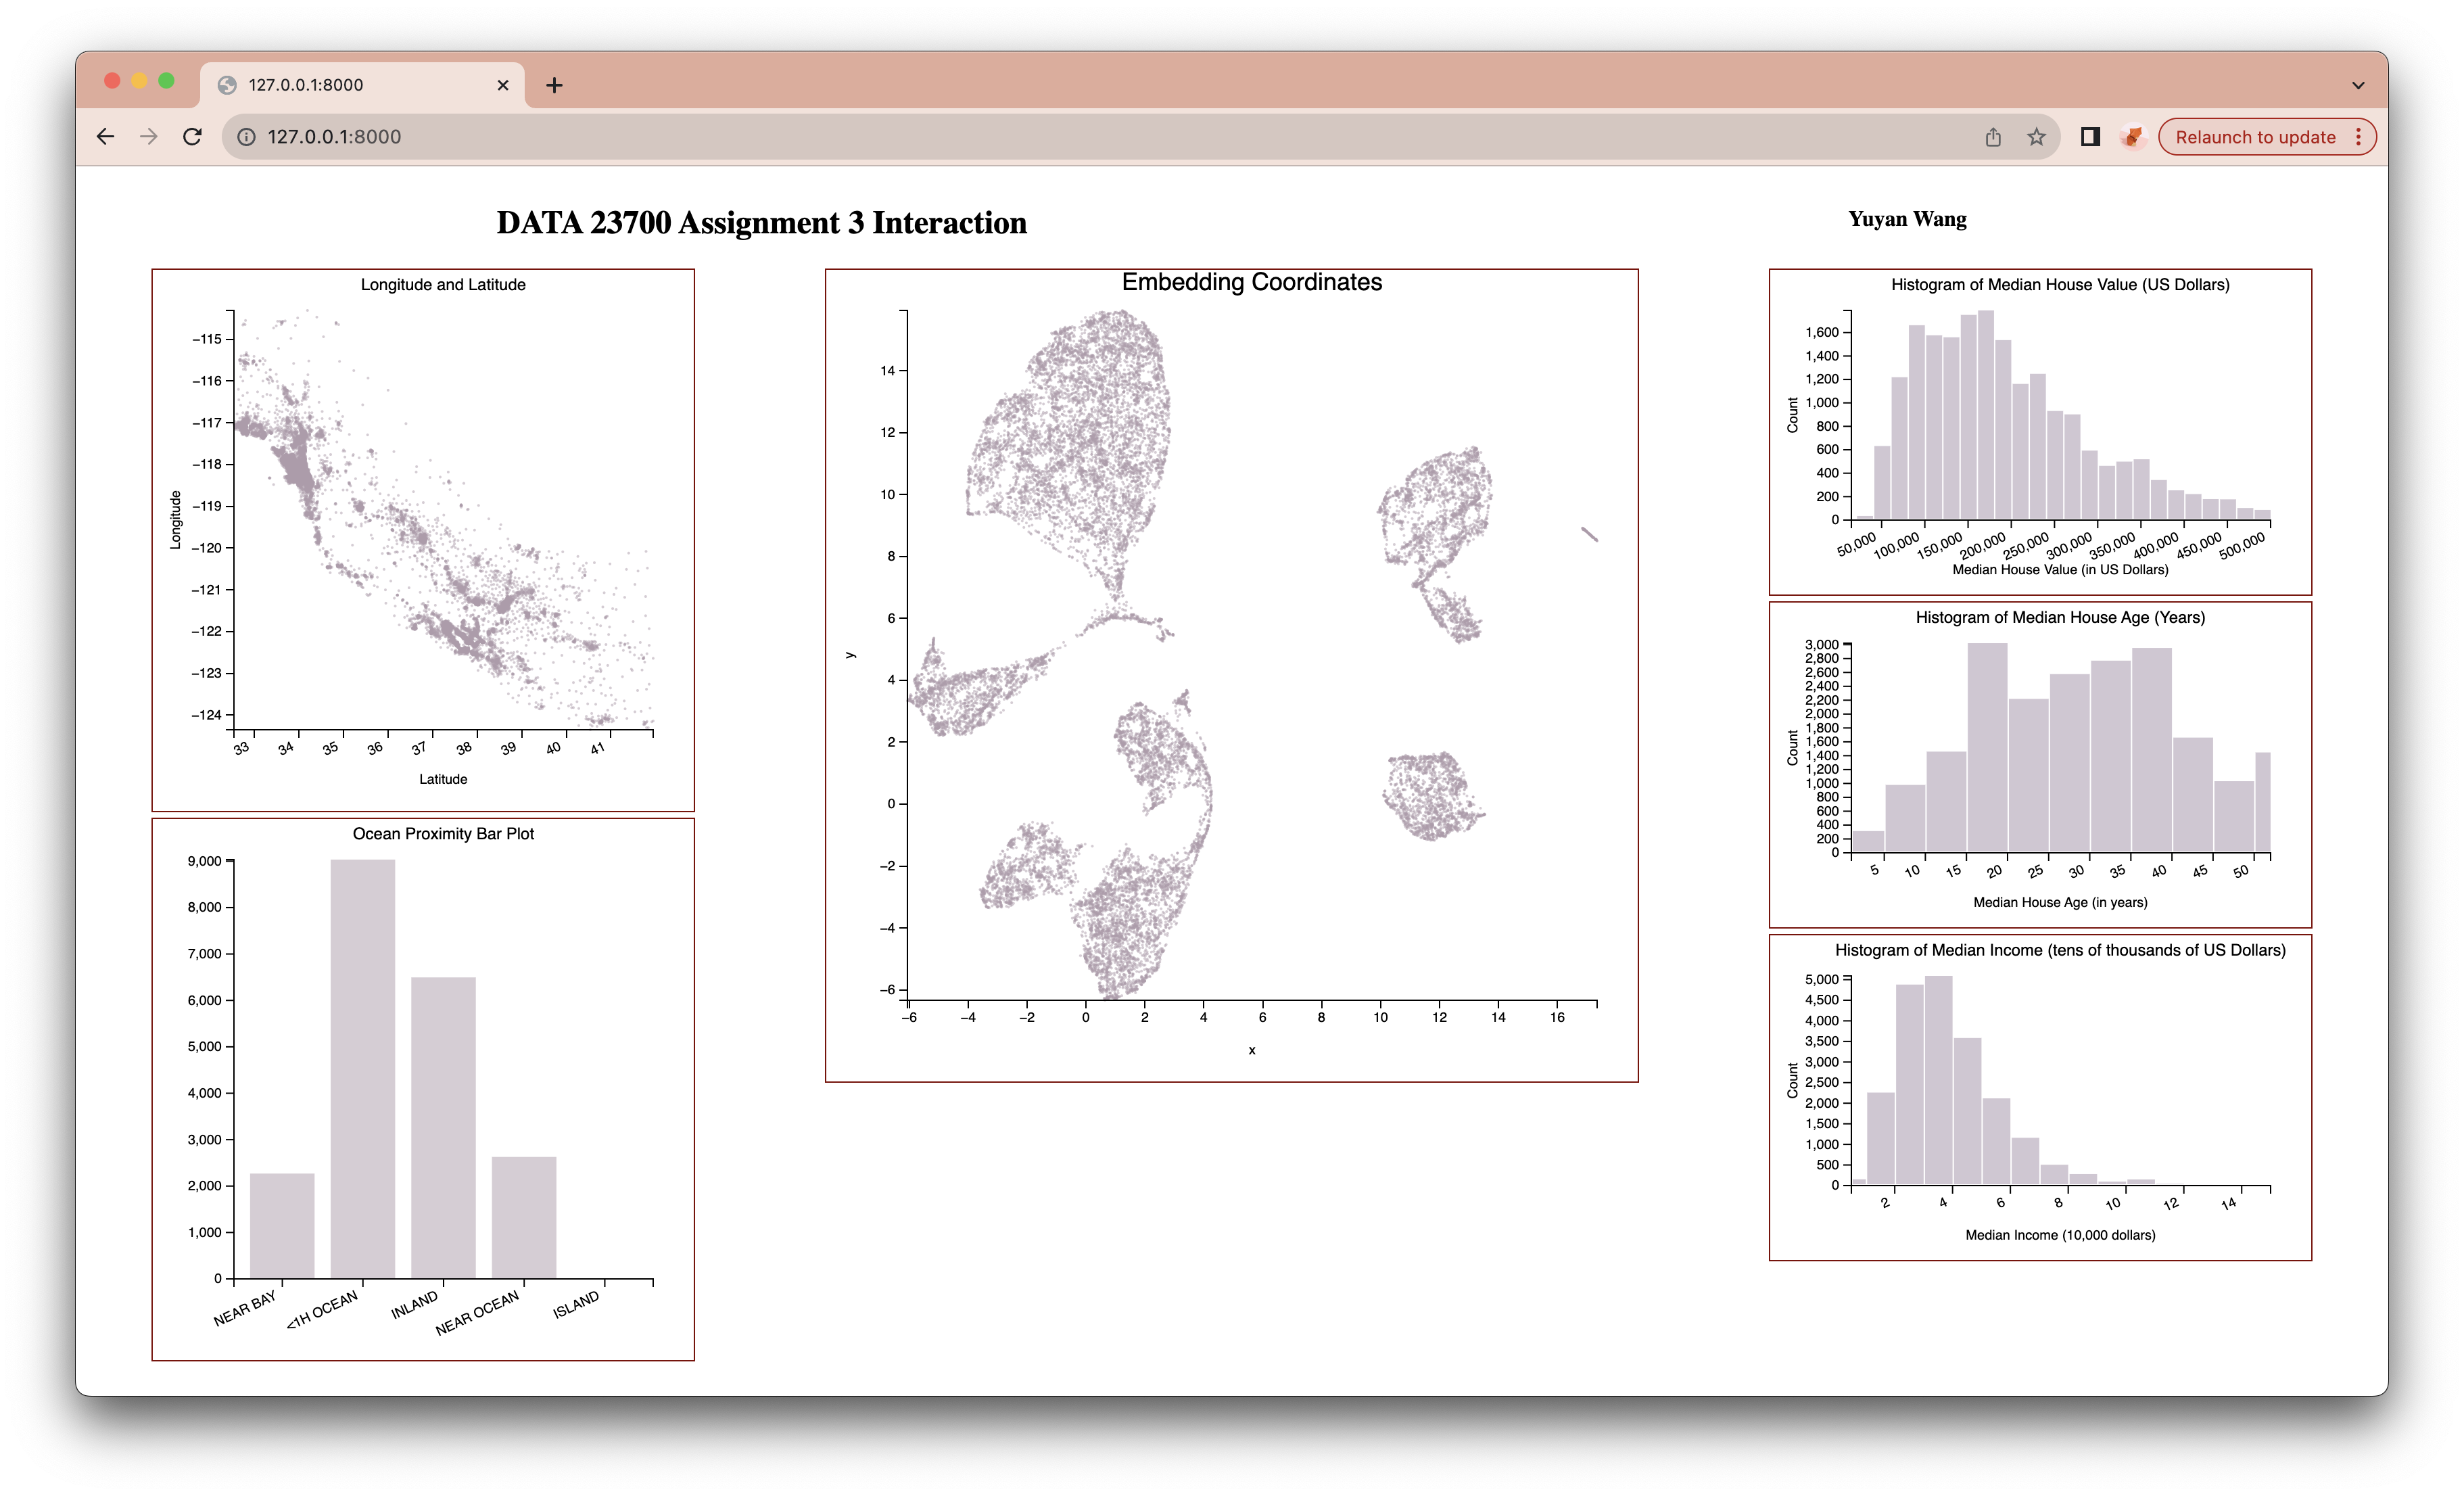 127.0.0.1:8000
127.0.0.1:8000
Relaunch to update
DATA 23700 Assignment 3 Interaction
Yuyan Wang
Longitude and Latitude
−115
−116
−117
−118
−119
−120
−121
−122
−123
−124
Longitude
33 34 35 36 37 38 39 40 41
Latitude
Ocean Proximity Bar Plot
9,000
8,000
7,000
6,000
5,000
4,000
3,000
2,000
1,000
0
NEAR BAY <1H OCEAN INLAND NEAR OCEAN ISLAND
Embedding Coordinates
14
12
10
8
6
4
2
0
−2
−4
−6
y
−6 −4 −2 0 2 4 6 8 10 12 14 16
x
Histogram of Median House Value (US Dollars)
1,600
1,400
1,200
1,000
800
600
400
200
0
Count
50,000 100,000 150,000 200,000 250,000 300,000 350,000 400,000 450,000 500,000
Median House Value (in US Dollars)
Histogram of Median House Age (Years)
3,000
2,800
2,600
2,400
2,200
2,000
1,800
1,600
1,400
1,200
1,000
800
600
400
200
0
Count
5 10 15 20 25 30 35 40 45 50
Median House Age (in years)
Histogram of Median Income (tens of thousands of US Dollars)
5,000
4,500
4,000
3,500
3,000
2,500
2,000
1,500
1,000
500
0
Count
2 4 6 8 10 12 14
Median Income (10,000 dollars)